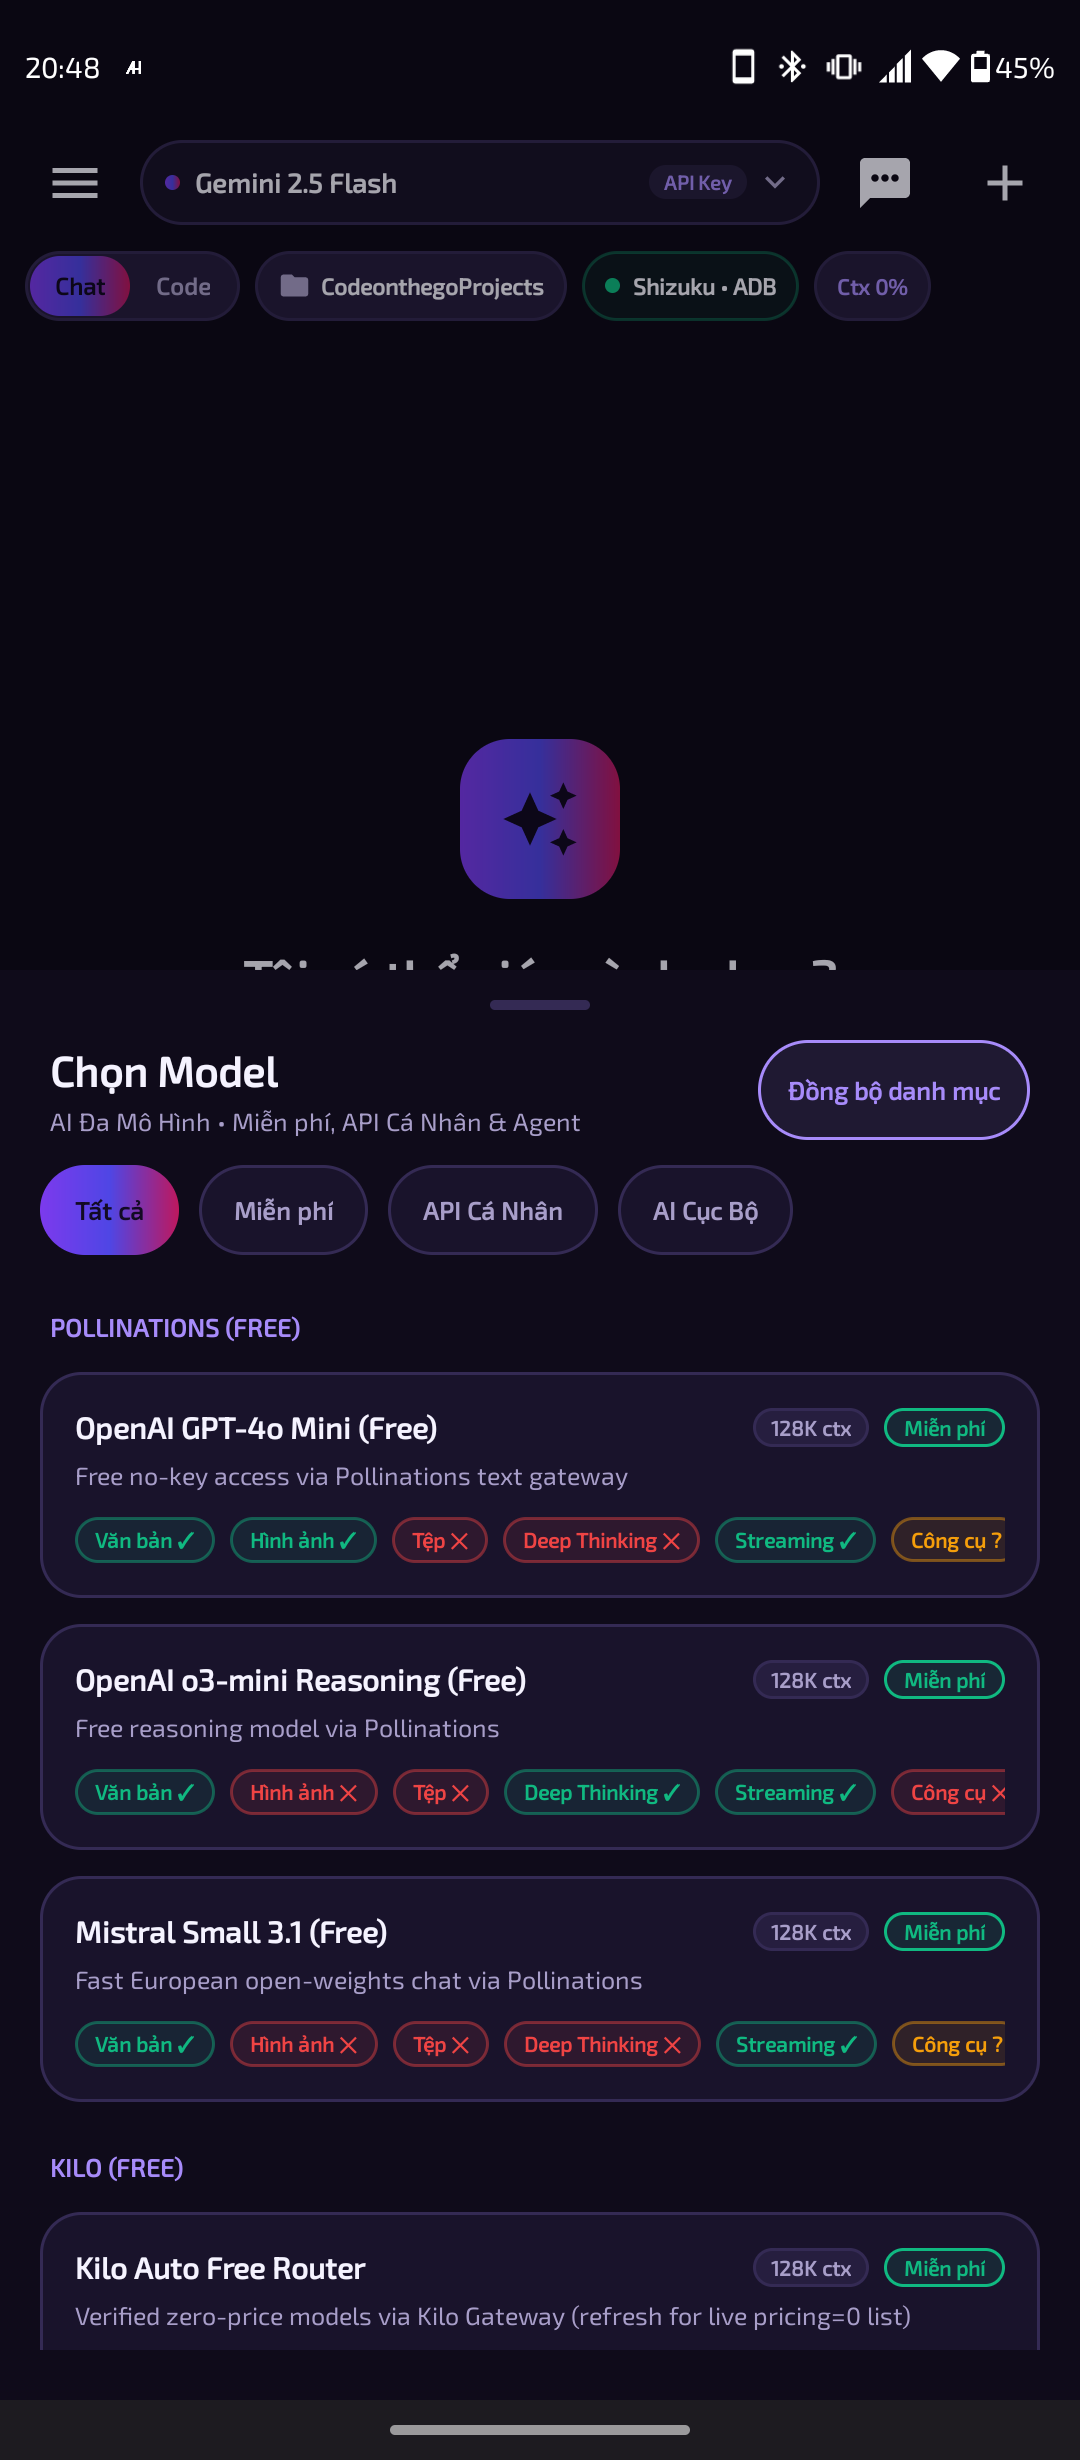 20:48
45%
Gemini 2.5 Flash
API Key
Chat
Code
CodeonthegoProjects
Shizuku • ADB
Ctx 0%
Chọn Model
AI Đa Mô Hình • Miễn phí, API Cá Nhân & Agent
Đồng bộ danh mục
Tất cả
Miễn phí
API Cá Nhân
AI Cục Bộ
POLLINATIONS (FREE)
OpenAI GPT-4o Mini (Free)
128K ctx
Miễn phí
Free no-key access via Pollinations text gateway
Văn bản ✓
Hình ảnh ✓
Tệp ✕
Deep Thinking ✕
Streaming ✓
Công cụ ?
OpenAI o3-mini Reasoning (Free)
128K ctx
Miễn phí
Free reasoning model via Pollinations
Văn bản ✓
Hình ảnh ✕
Tệp ✕
Deep Thinking ✓
Streaming ✓
Công cụ ✕
Mistral Small 3.1 (Free)
128K ctx
Miễn phí
Fast European open-weights chat via Pollinations
Văn bản ✓
Hình ảnh ✕
Tệp ✕
Deep Thinking ✕
Streaming ✓
Công cụ ?
KILO (FREE)
Kilo Auto Free Router
128K ctx
Miễn phí
Verified zero-price models via Kilo Gateway (refresh for live pricing=0 list)